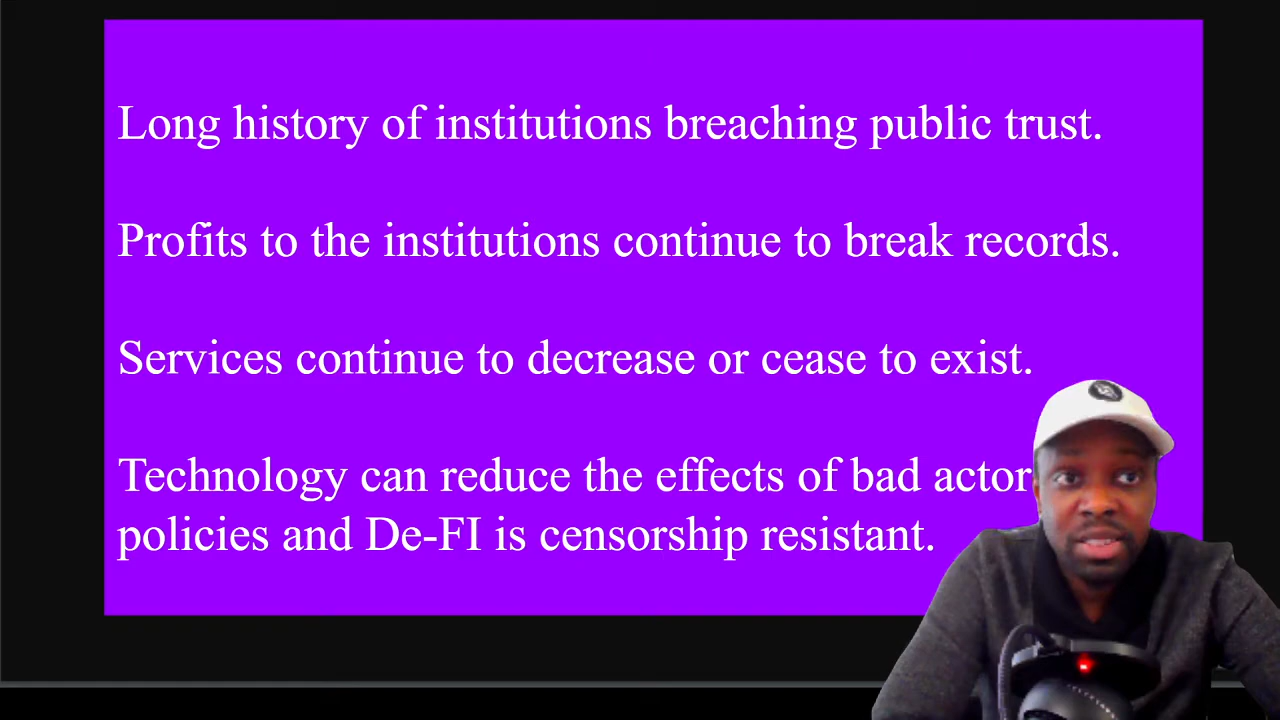 Long history of institutions breaching public trust.
Profits to the institutions continue to break records.
Services continue to decrease or cease to exist.
Technology can reduce the effects of bad actor
policies and De-FI is censorship resistant.